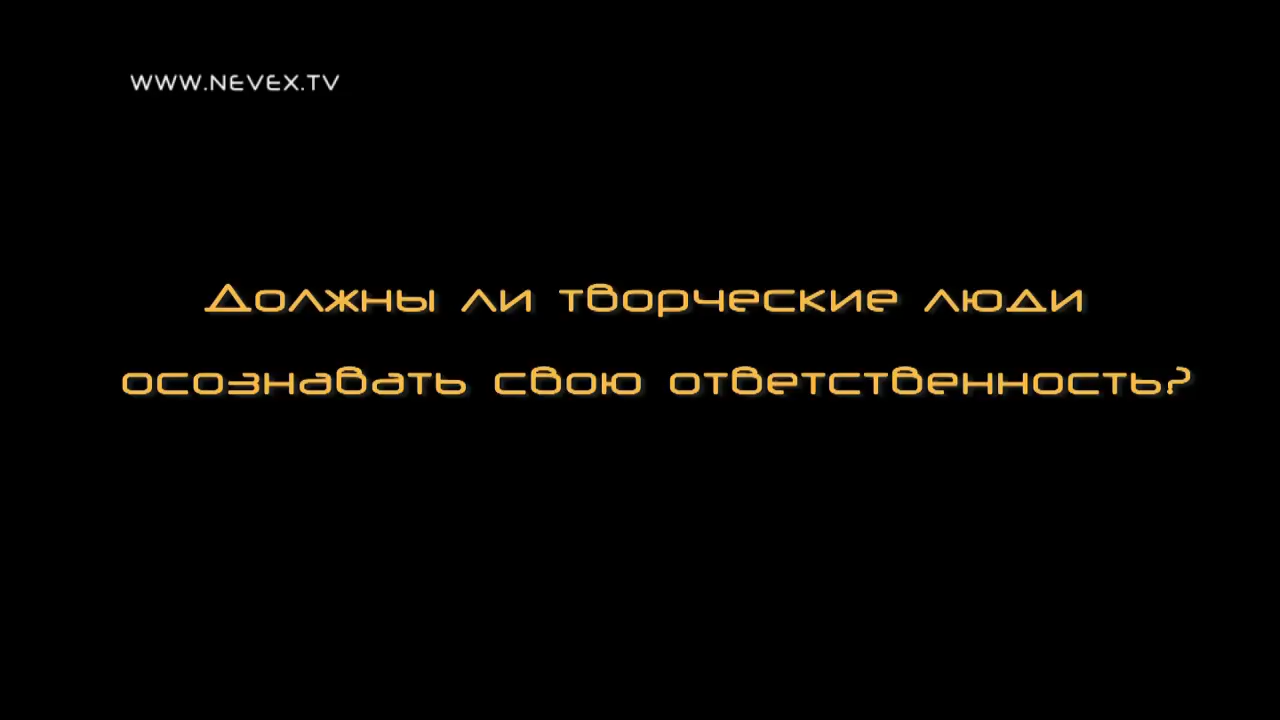 WWW.NEVEX.TV
Должны ли творческие люди
осознавать свою ответственность?